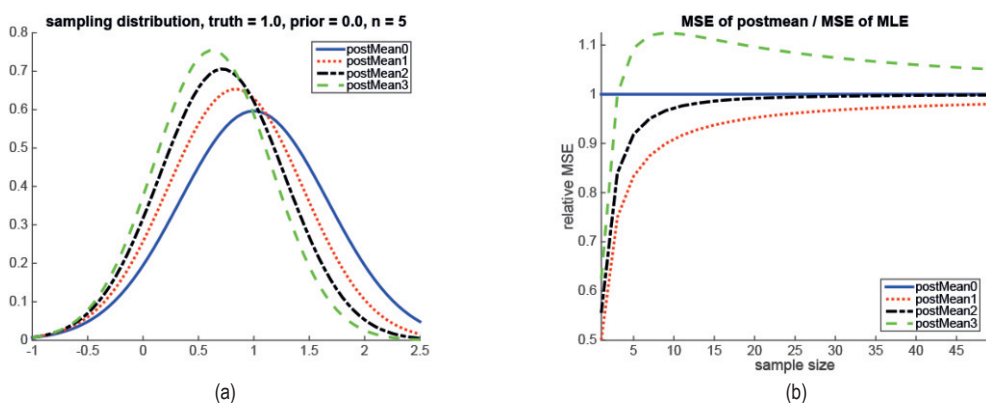 sampling distribution, truth = 1.0, prior = 0.0, n = 5
0.8
0.7
0.6
0.5
0.4
0.3
0.2
0.1
0
-1 -0.5 0 0.5 1 1.5 2 2.5
postMean0
postMean1
postMean2
postMean3
(a)
MSE of postmean / MSE of MLE
relative MSE
1.1
1
0.9
0.8
0.7
0.6
0.5
5 10 15 20 25 30 35 40 45
sample size
postMean0
postMean1
postMean2
postMean3
(b)